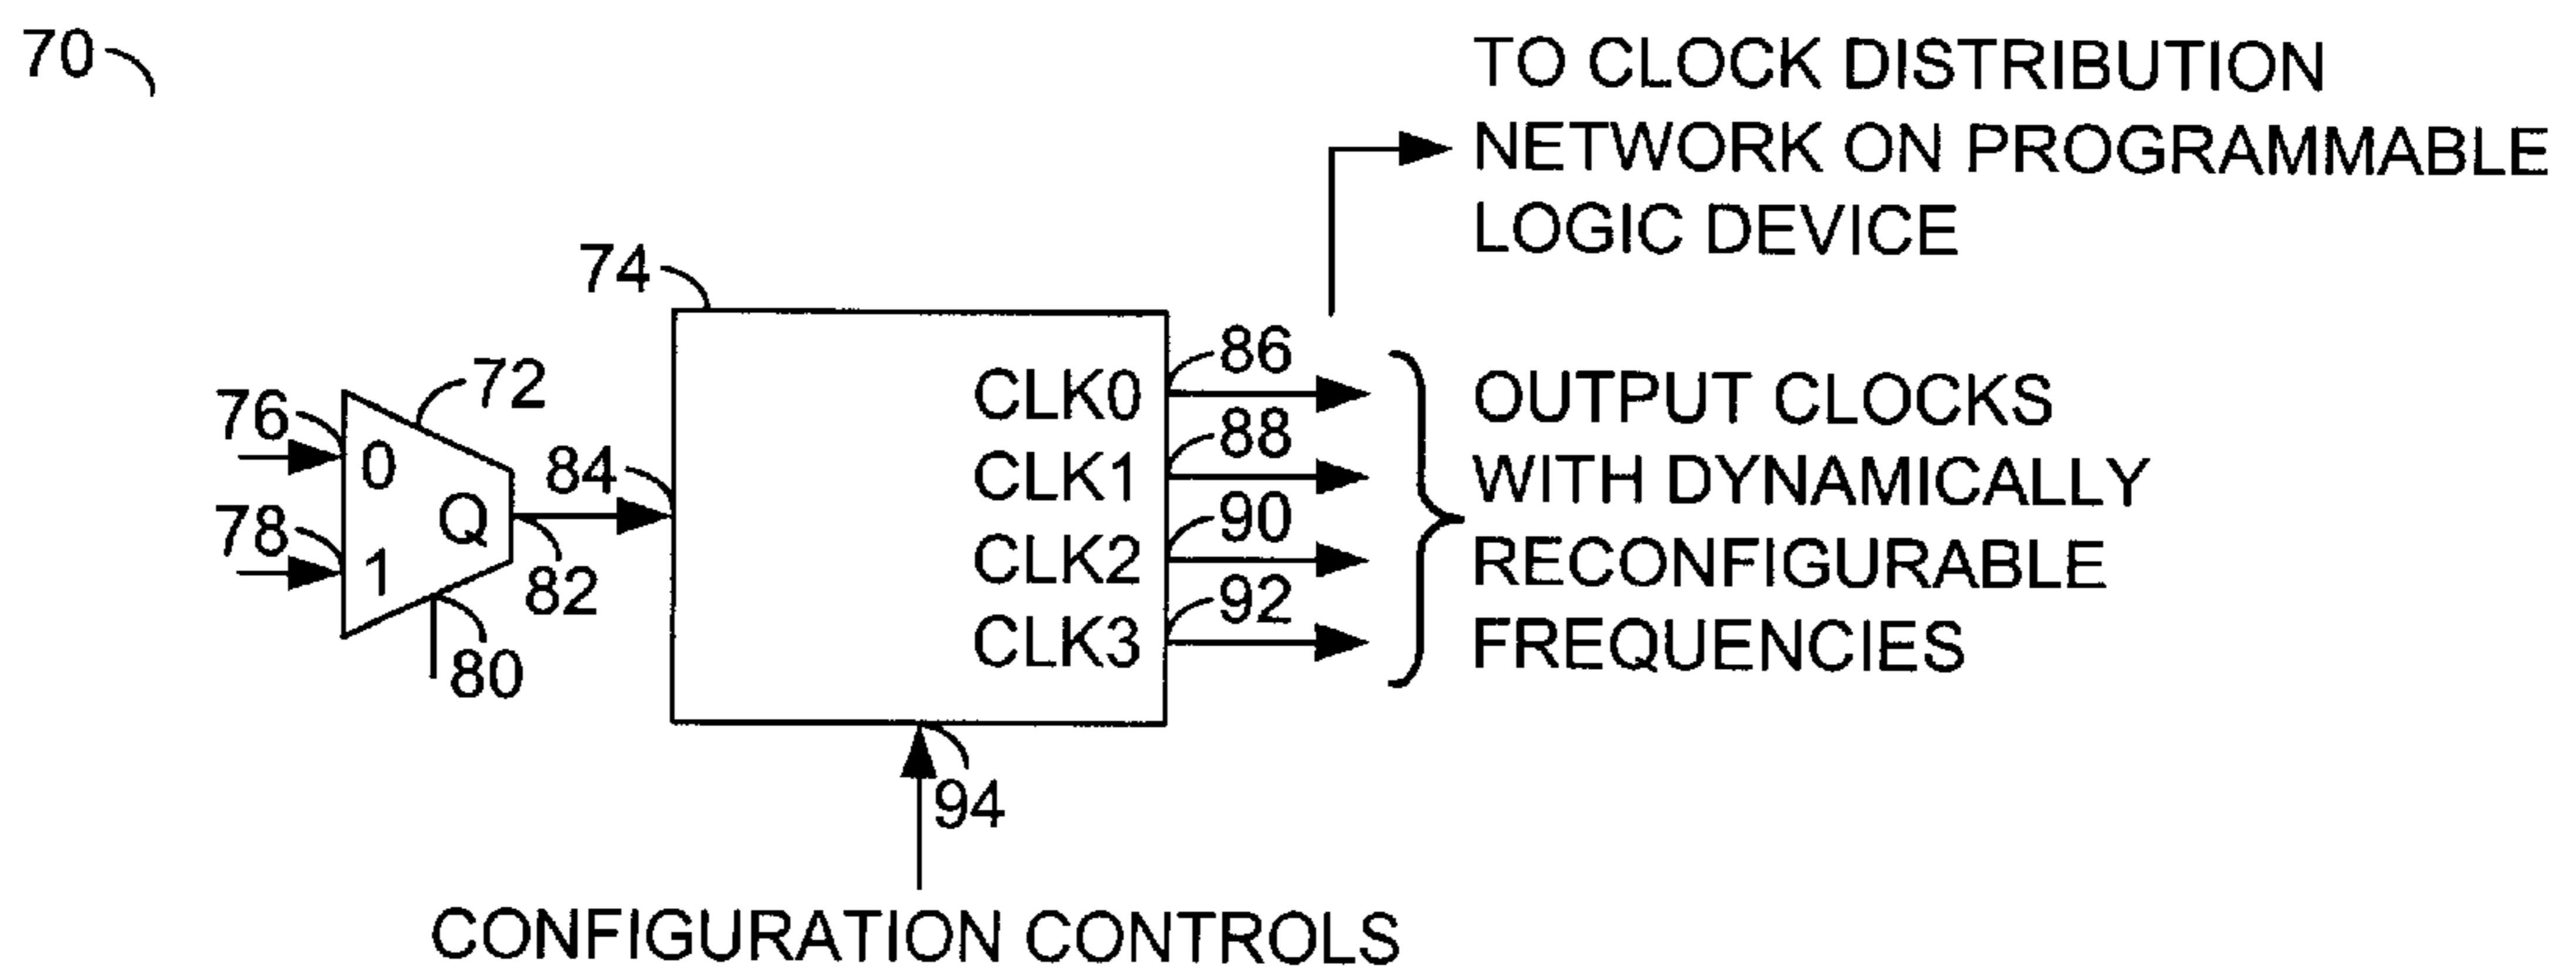 70
TO CLOCK DISTRIBUTION
NETWORK ON PROGRAMMABLE
LOGIC DEVICE
74
86
72
CLK0
OUTPUT CLOCKS
76
88
0
84
CLK1
WITH DYNAMICALLY
Q
90
78
1
82
CLK2
RECONFIGURABLE
92
80
CLK3
FREQUENCIES
94
CONFIGURATION CONTROLS